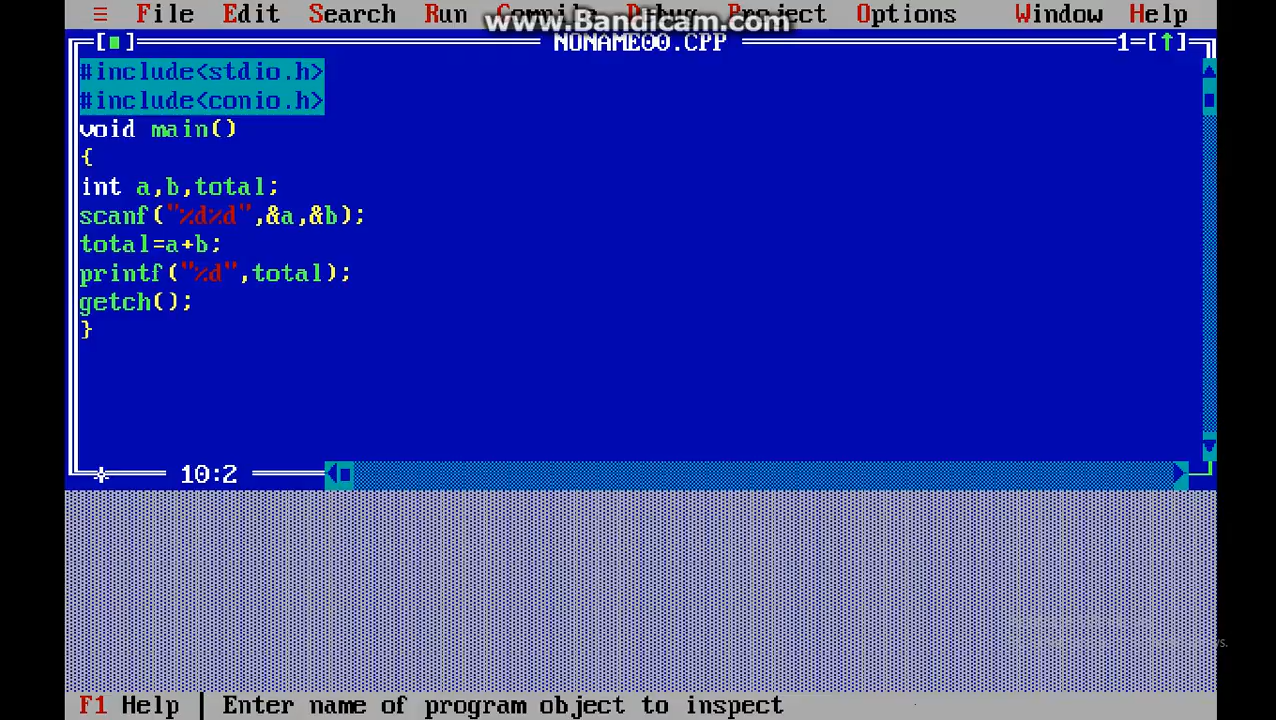 ≡ File Edit Search Run Compile Debug Project Options Window Help
www.Bandicam.com
[■] NONAME00.CPP 1=[↑]
#include<stdio.h>
#include<conio.h>
void main()
{
int a,b,total;
scanf("%d%d",&a,&b);
total=a+b;
printf("%d",total);
getch();
}
10:2
F1 Help │ Enter name of program object to inspect